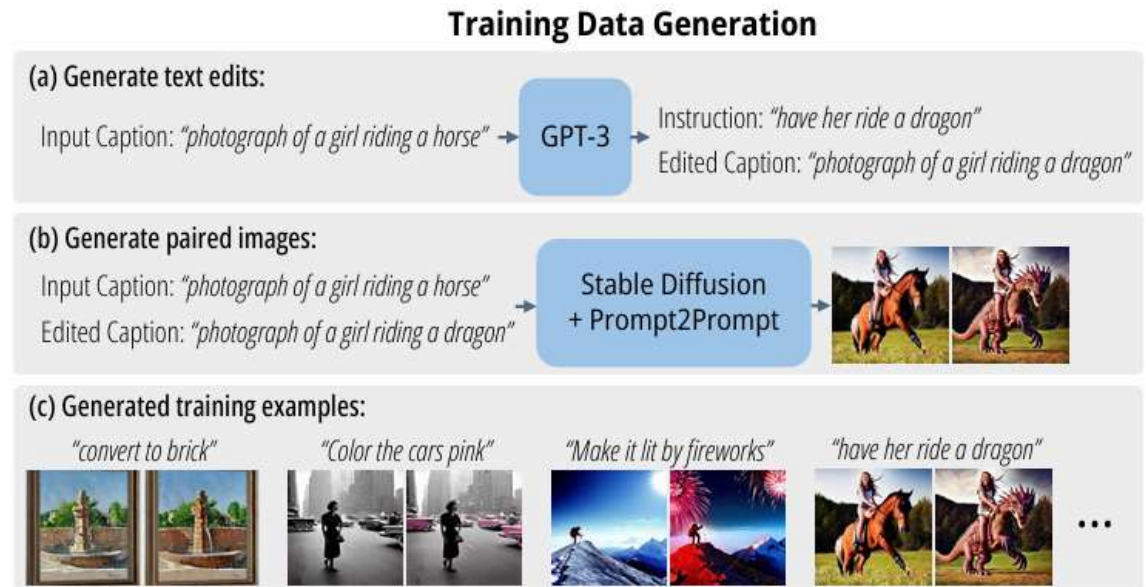 Training Data Generation
(a) Generate text edits:
Input Caption: “photograph of a girl riding a horse”
GPT-3
Instruction: “have her ride a dragon”
Edited Caption: “photograph of a girl riding a dragon”
(b) Generate paired images:
Input Caption: “photograph of a girl riding a horse”
Edited Caption: “photograph of a girl riding a dragon”
Stable Diffusion
+ Prompt2Prompt
(c) Generated training examples:
“convert to brick”
“Color the cars pink”
“Make it lit by fireworks”
“have her ride a dragon”
...